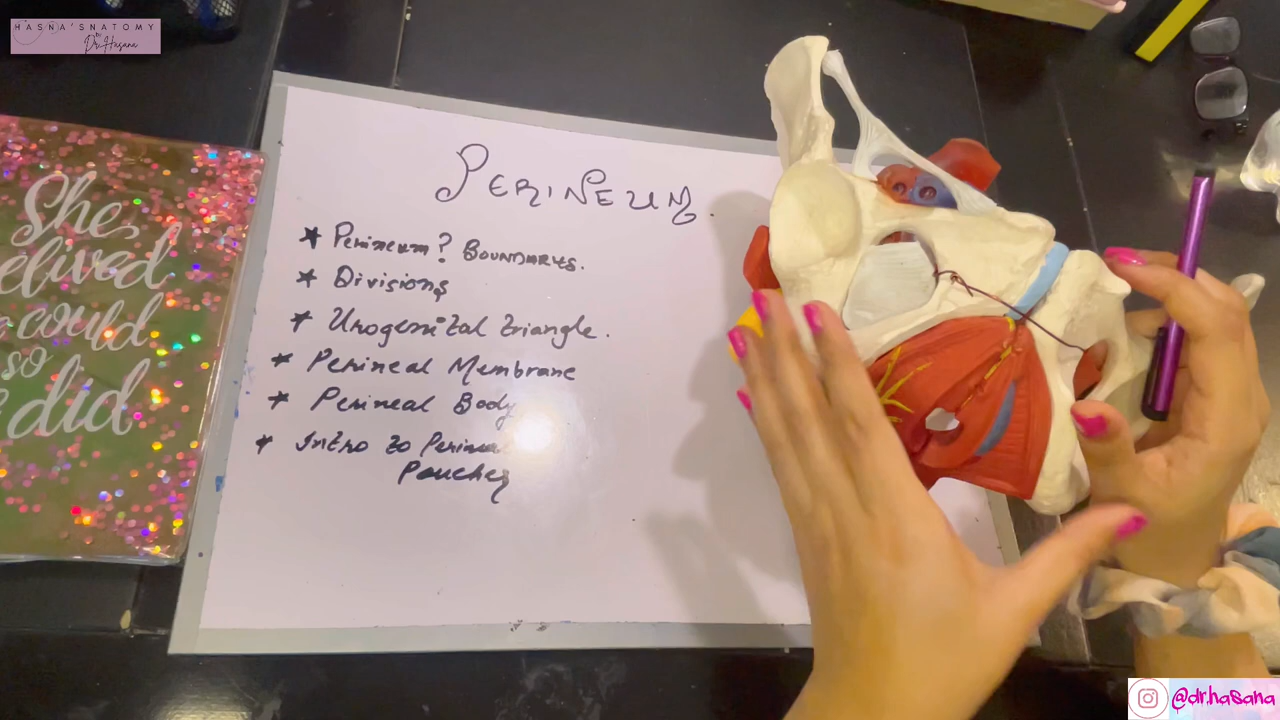 HASNA'SNATOMY
by
Dr.Hasana
She
elived
could
so
did
PERINEUM.
* Perineum? BOUNDARIES.
* Divisions
* Urogenital triangle.
* Perineal Membrane
* Perineal Body
* Intro to Perineal
Pouches
@dr.hasana